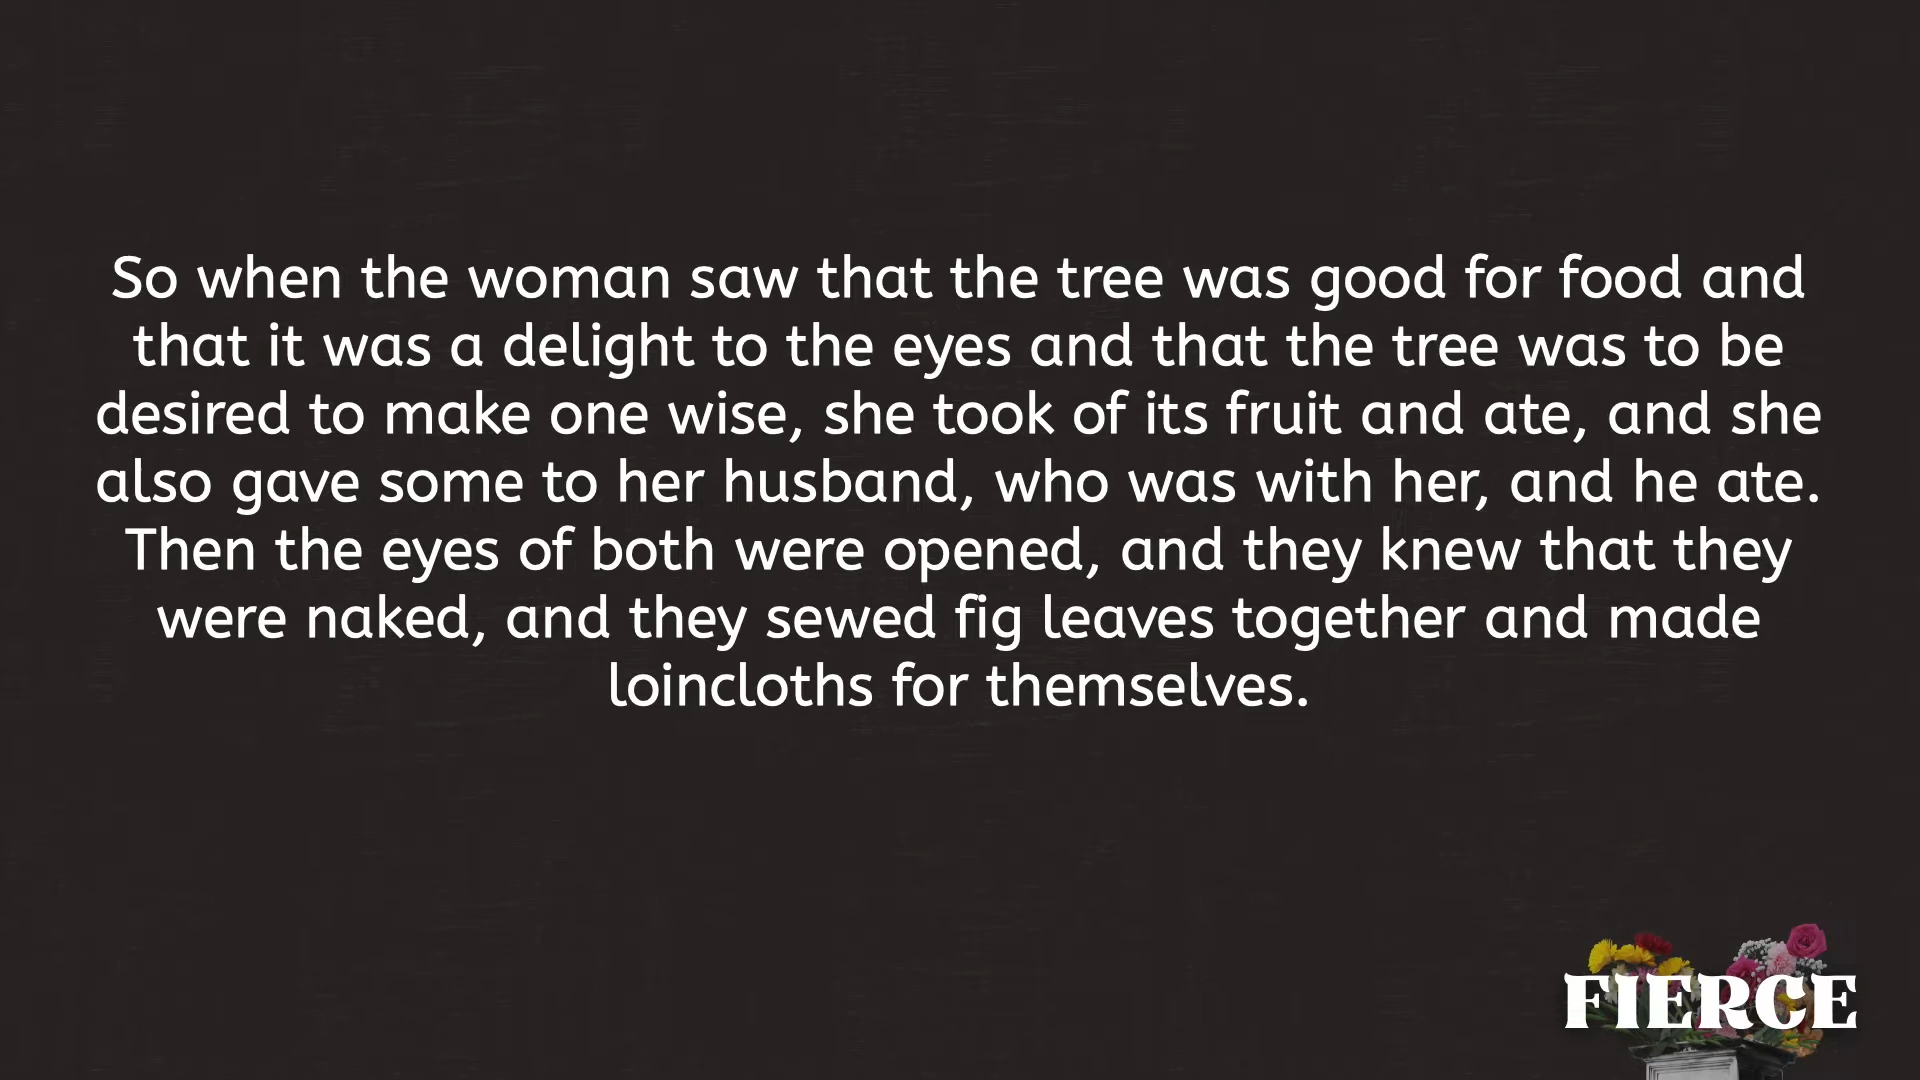 So when the woman saw that the tree was good for food and
that it was a delight to the eyes and that the tree was to be
desired to make one wise, she took of its fruit and ate, and she
also gave some to her husband, who was with her, and he ate.
Then the eyes of both were opened, and they knew that they
were naked, and they sewed fig leaves together and made
loincloths for themselves.
FIERCE